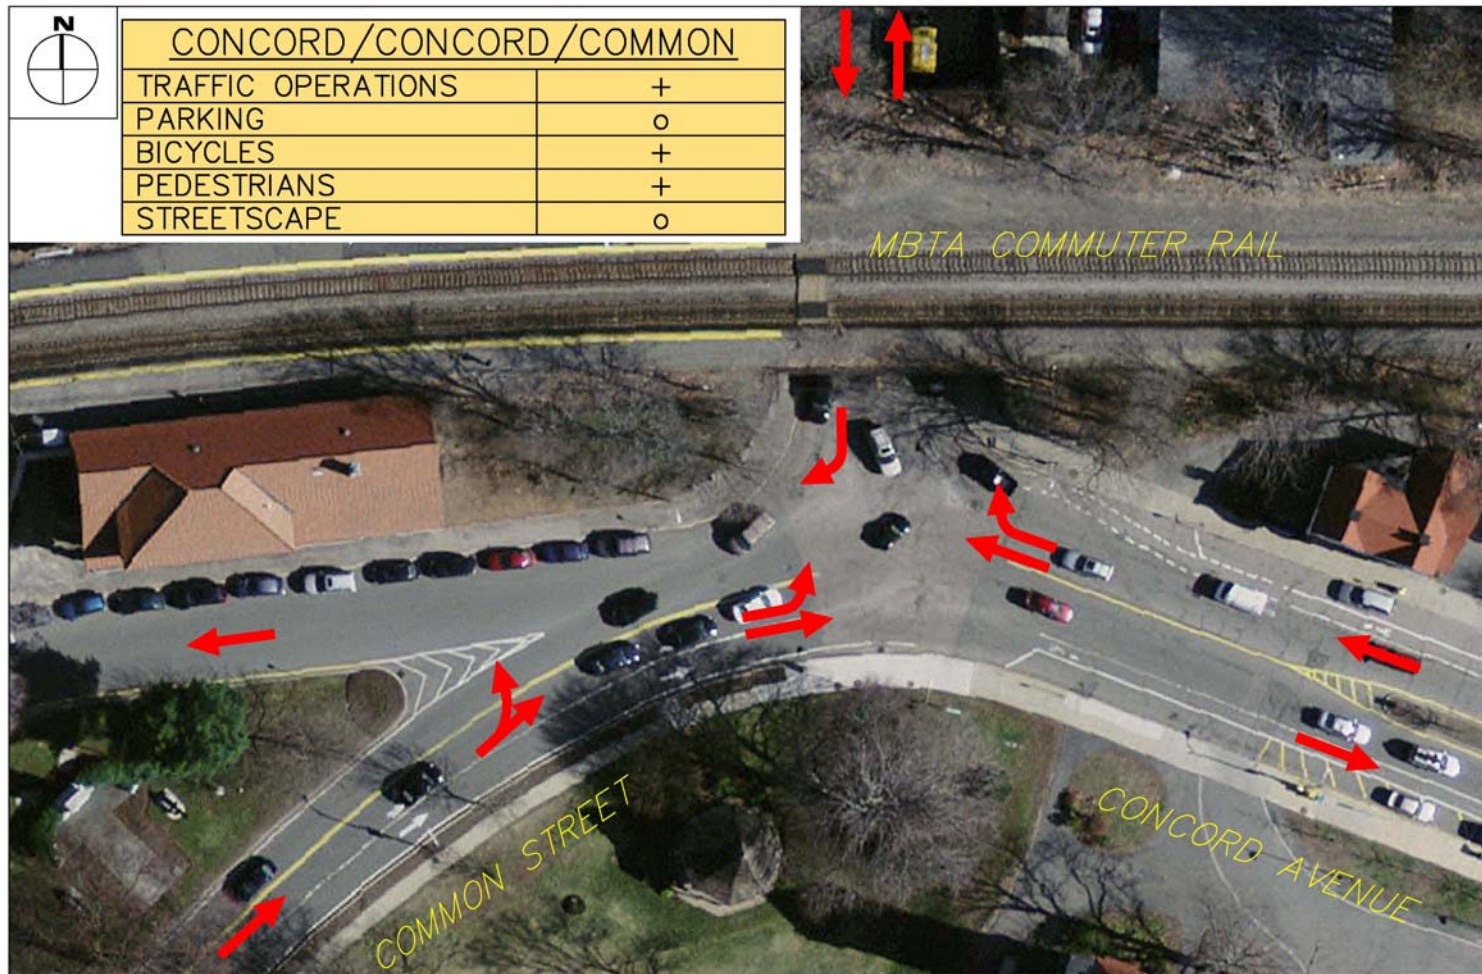 N
CONCORD/CONCORD/COMMON
TRAFFIC OPERATIONS +
PARKING o
BICYCLES +
PEDESTRIANS +
STREETSCAPE o
MBTA COMMUTER RAIL
COMMON STREET
CONCORD AVENUE